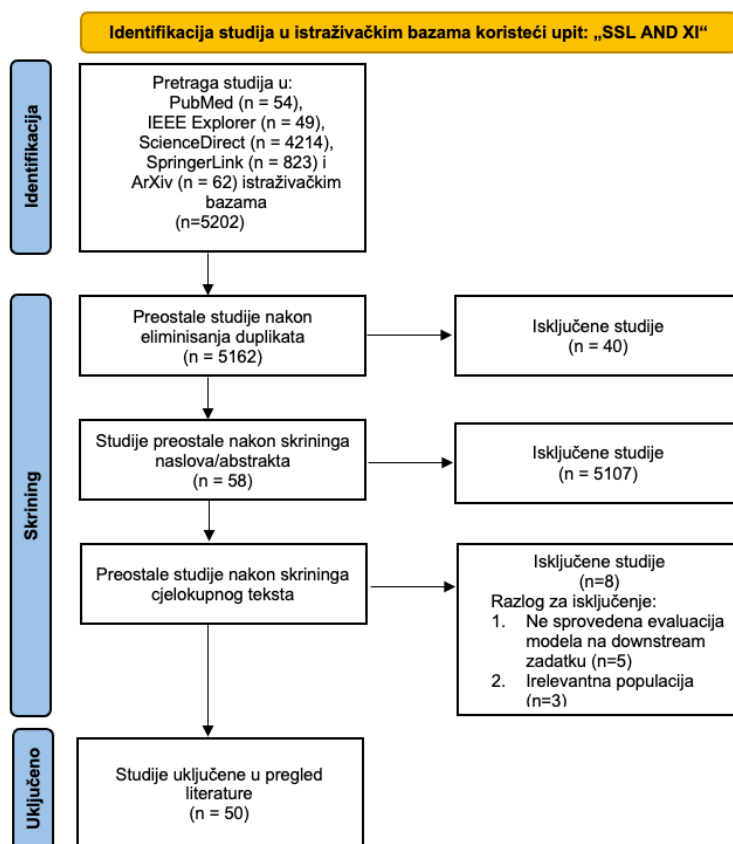 Identifikacija studija u istraživačkim bazama koristeći upit: „SSL AND XI“
Identifikacija
Pretraga studija u:
PubMed (n = 54),
IEEE Explorer (n = 49),
ScienceDirect (n = 4214),
SpringerLink (n = 823) i
ArXiv (n = 62) istraživačkim
bazama
(n=5202)
Skrining
Preostale studije nakon
eliminisanja duplikata
(n = 5162)
Isključene studije
(n = 40)
Studije preostale nakon skrininga
naslova/abstrakta
(n = 58)
Isključene studije
(n = 5107)
Preostale studije nakon skrininga
cjelokupnog teksta
Isključene studije
(n=8)
Razlog za isključenje:
1. Ne sprovedena evaluacija
modela na downstream
zadatku (n=5)
2. Irelevantna populacija
(n=3)
Uključeno
Studije uključene u pregled
literature
(n = 50)